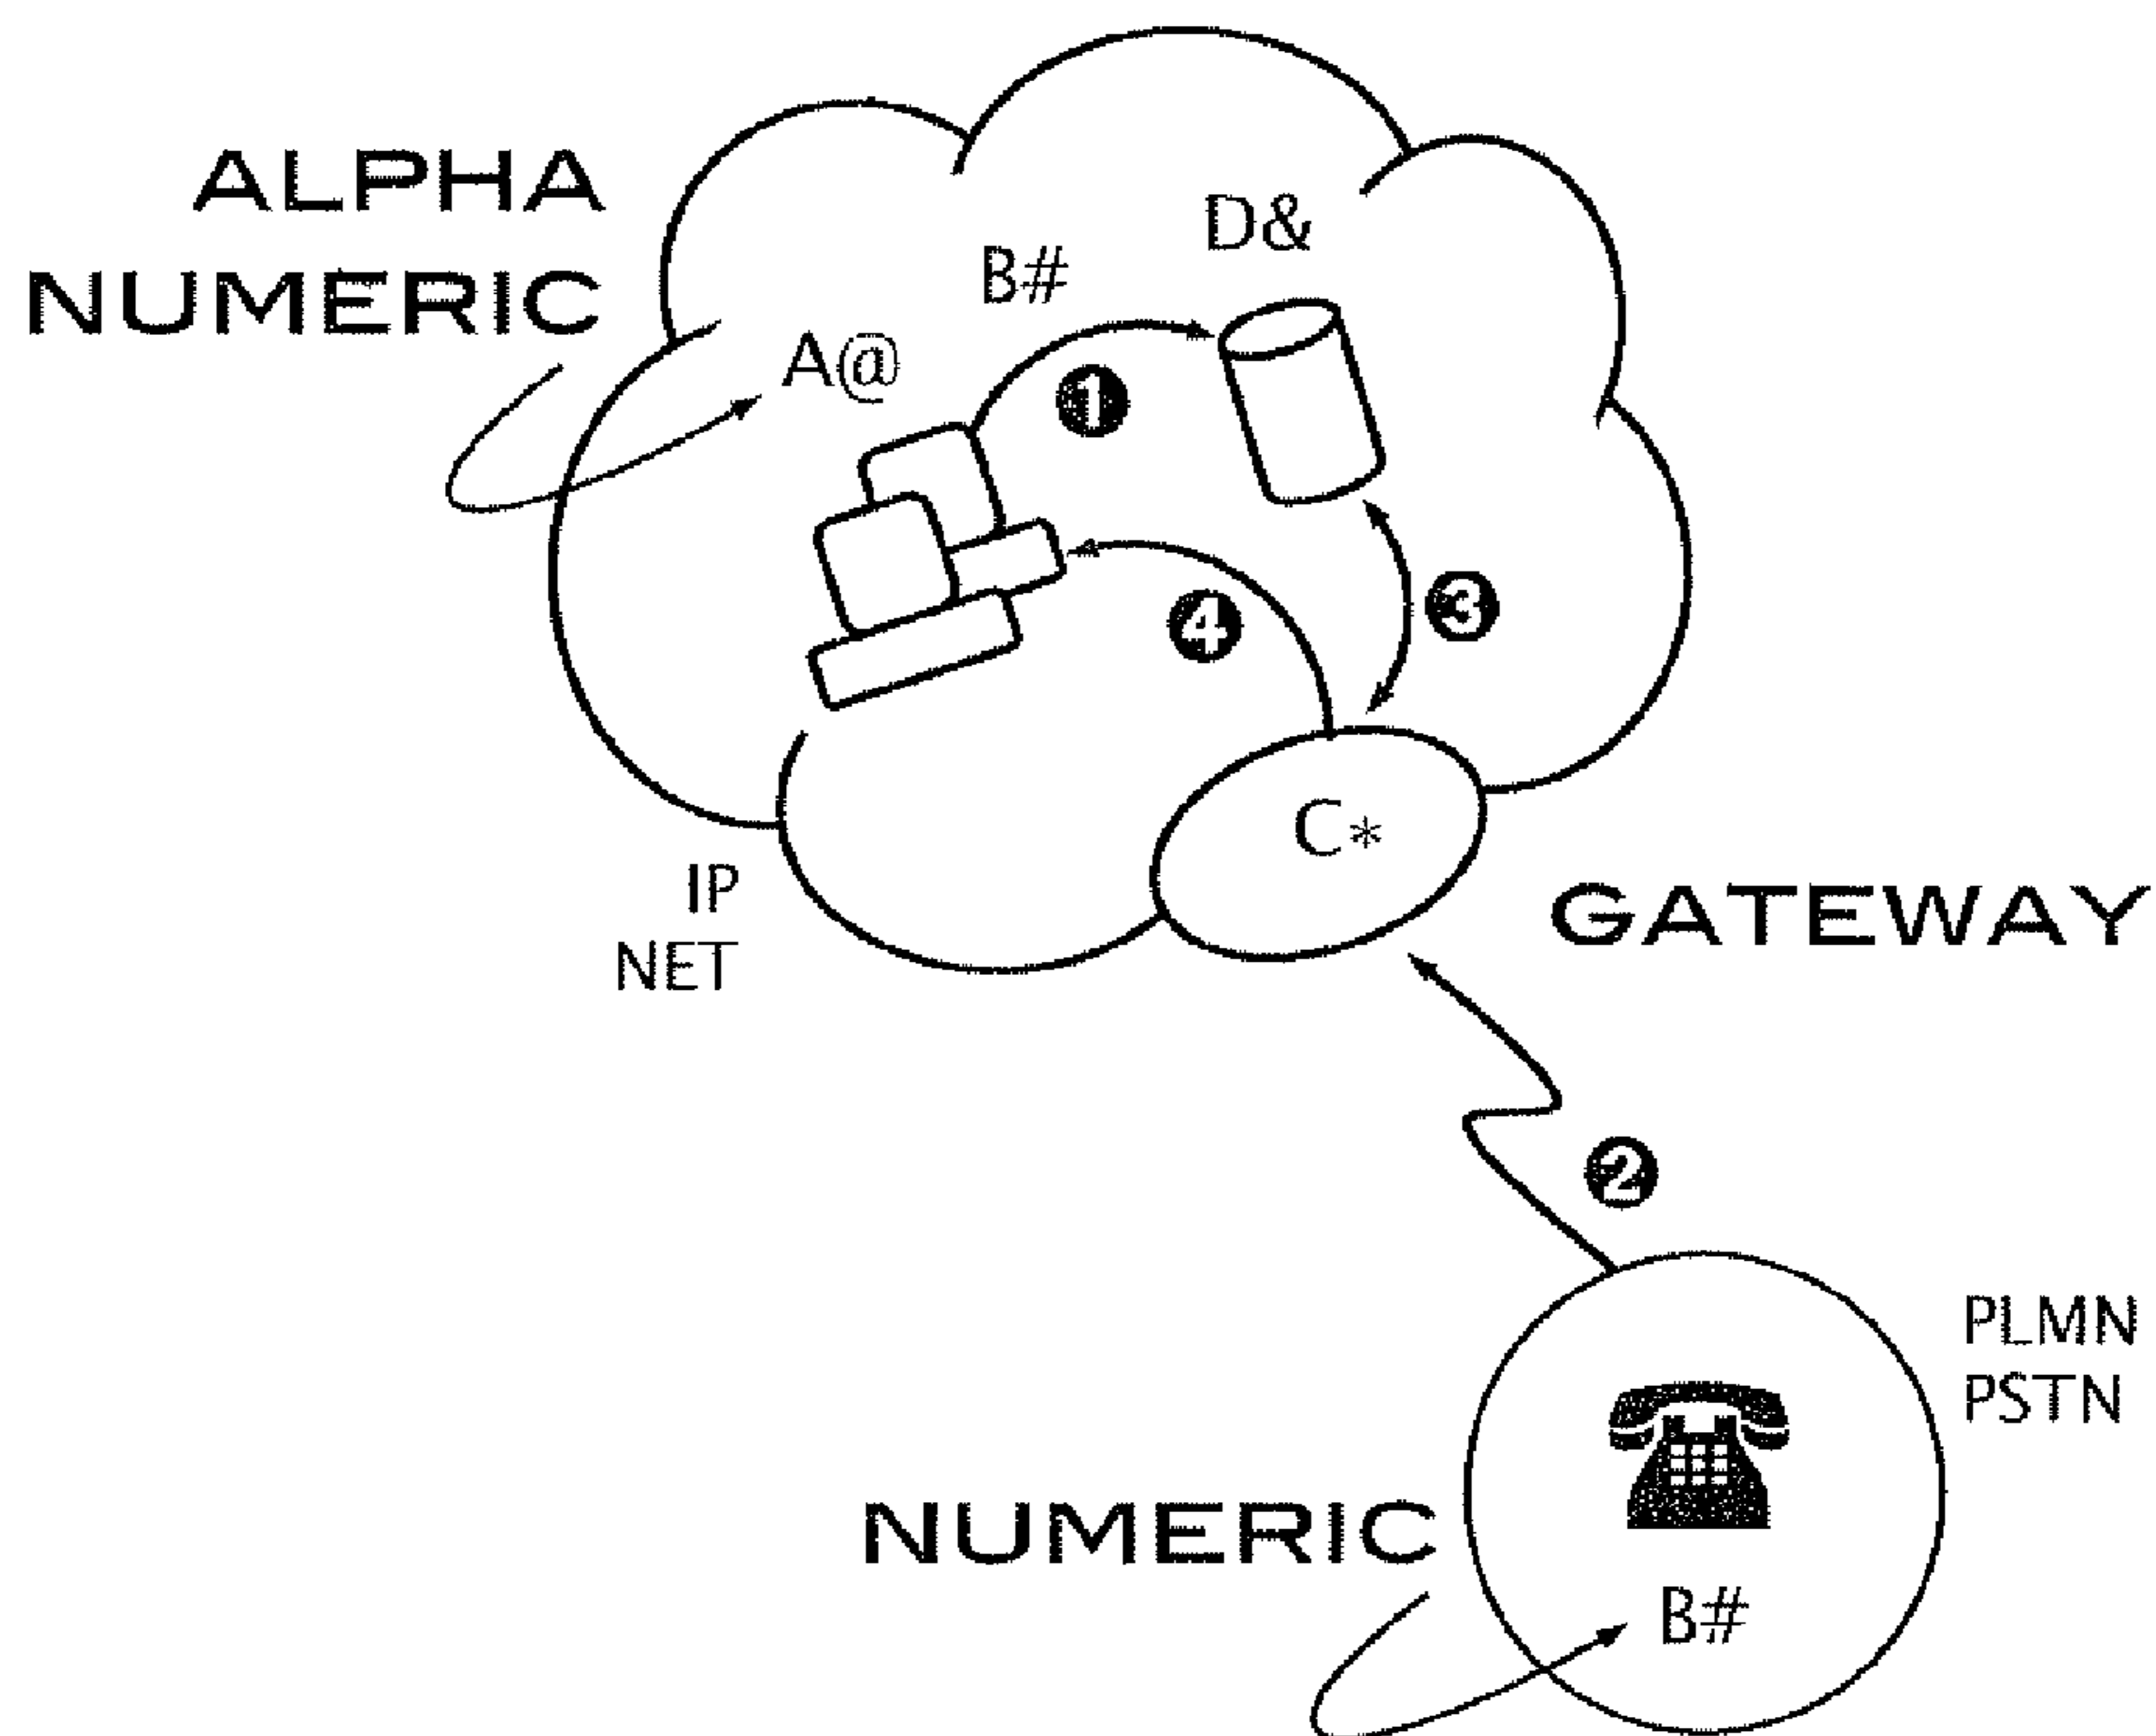 ALPHA
NUMERIC
D&
B#
A@
1
3
4
C*
IP
NET
GATEWAY
2
PLMN
PSTN
NUMERIC
B#